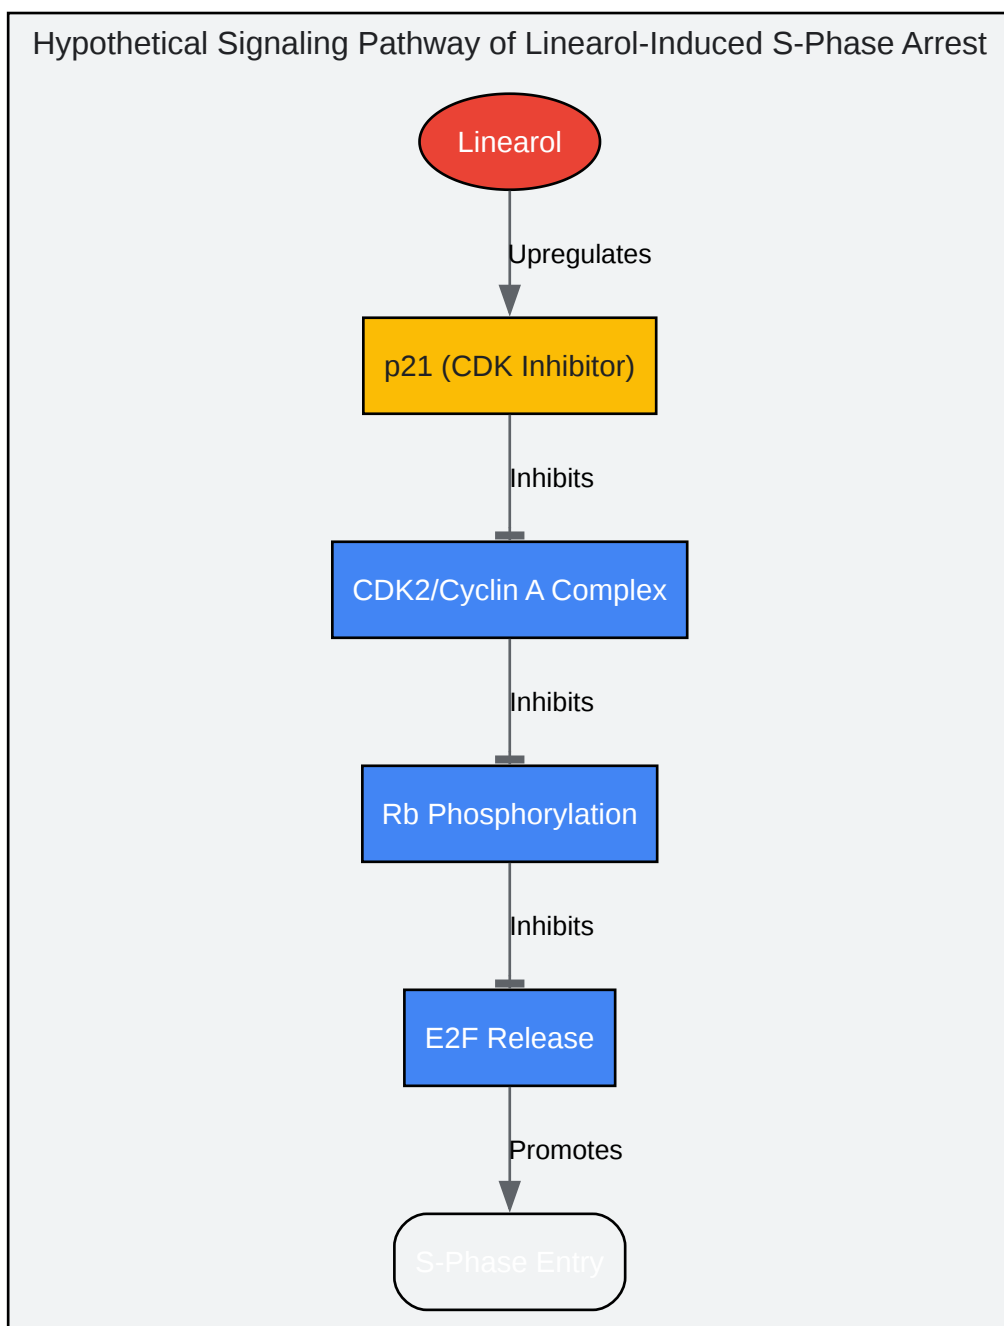 Hypothetical Signaling Pathway of Linearol-Induced S-Phase Arrest
Linearol
Upregulates
p21 (CDK Inhibitor)
Inhibits
CDK2/Cyclin A Complex
Inhibits
Rb Phosphorylation
Inhibits
E2F Release
Promotes
S-Phase Entry